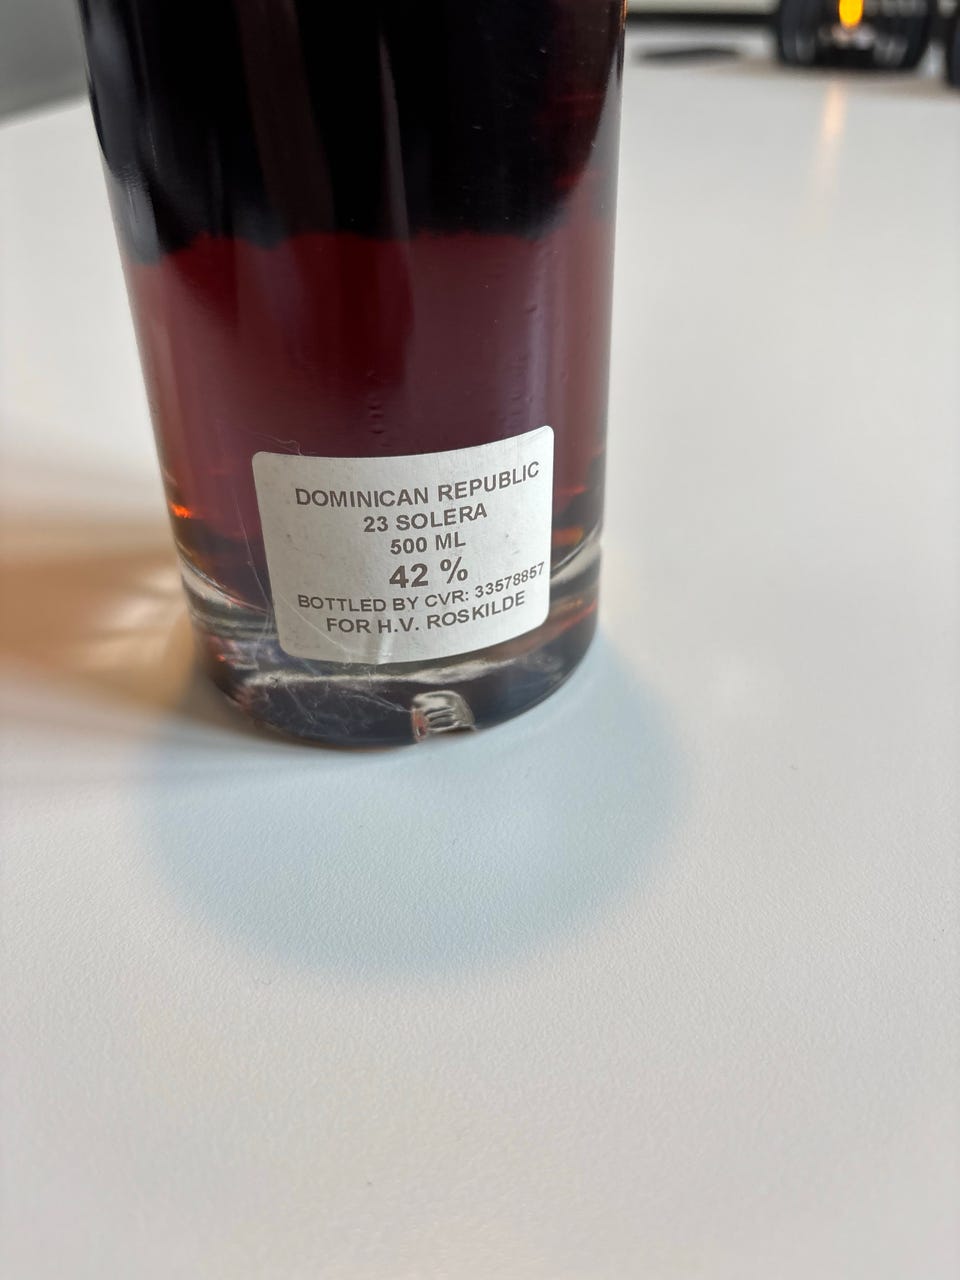 DOMINICAN REPUBLIC
23 SOLERA
500 ML
42 %
BOTTLED BY CVR: 33578857
FOR H.V. ROSKILDE